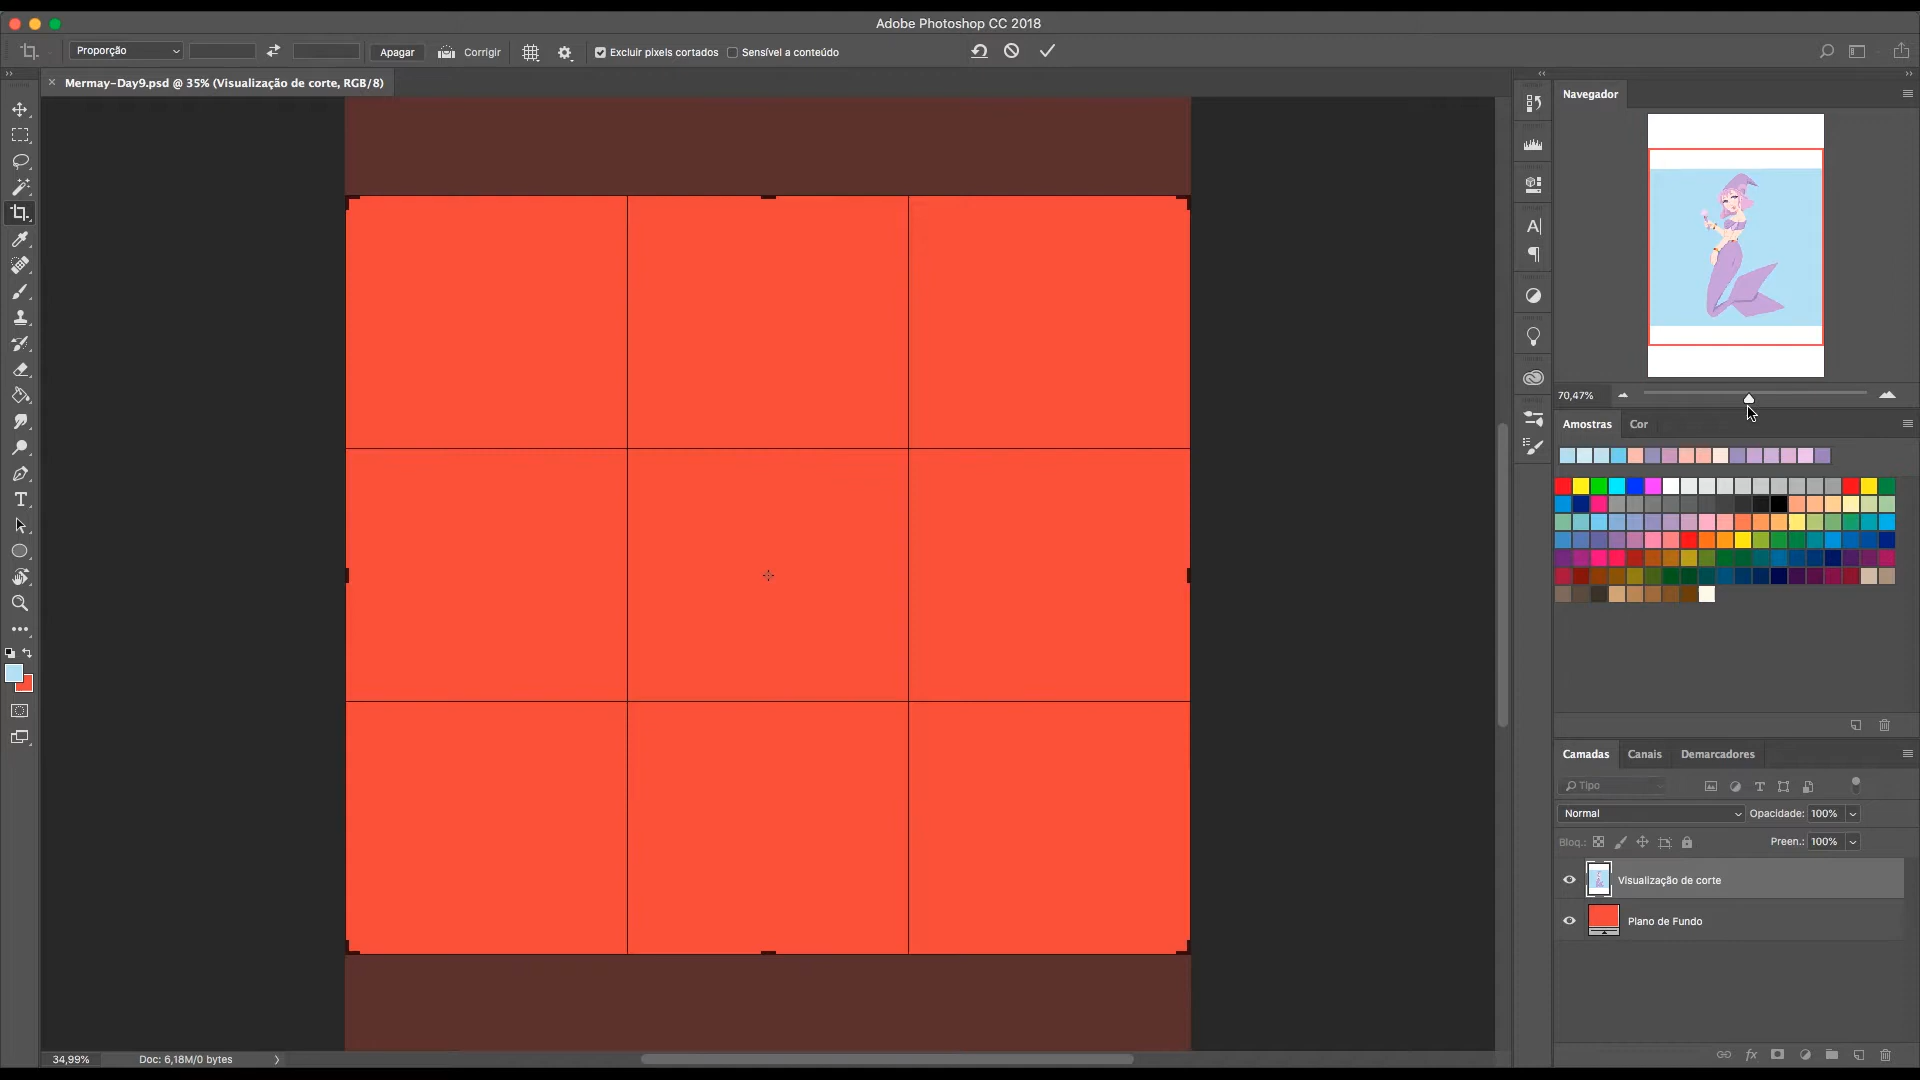 Adobe Photoshop CC 2018
Proporção
Apagar
Corrigir
Excluir pixels cortados
Sensível a conteúdo
Mermay-Day9.psd @ 35% (Visualização de corte, RGB/8)
Navegador
70,47%
Amostras
Cor
Camadas
Canais
Demarcadores
Tipo
Normal
Opacidade: 100%
Bloq.:
Preen.: 100%
Visualização de corte
Plano de Fundo
34,99%
Doc: 6,18M/0 bytes